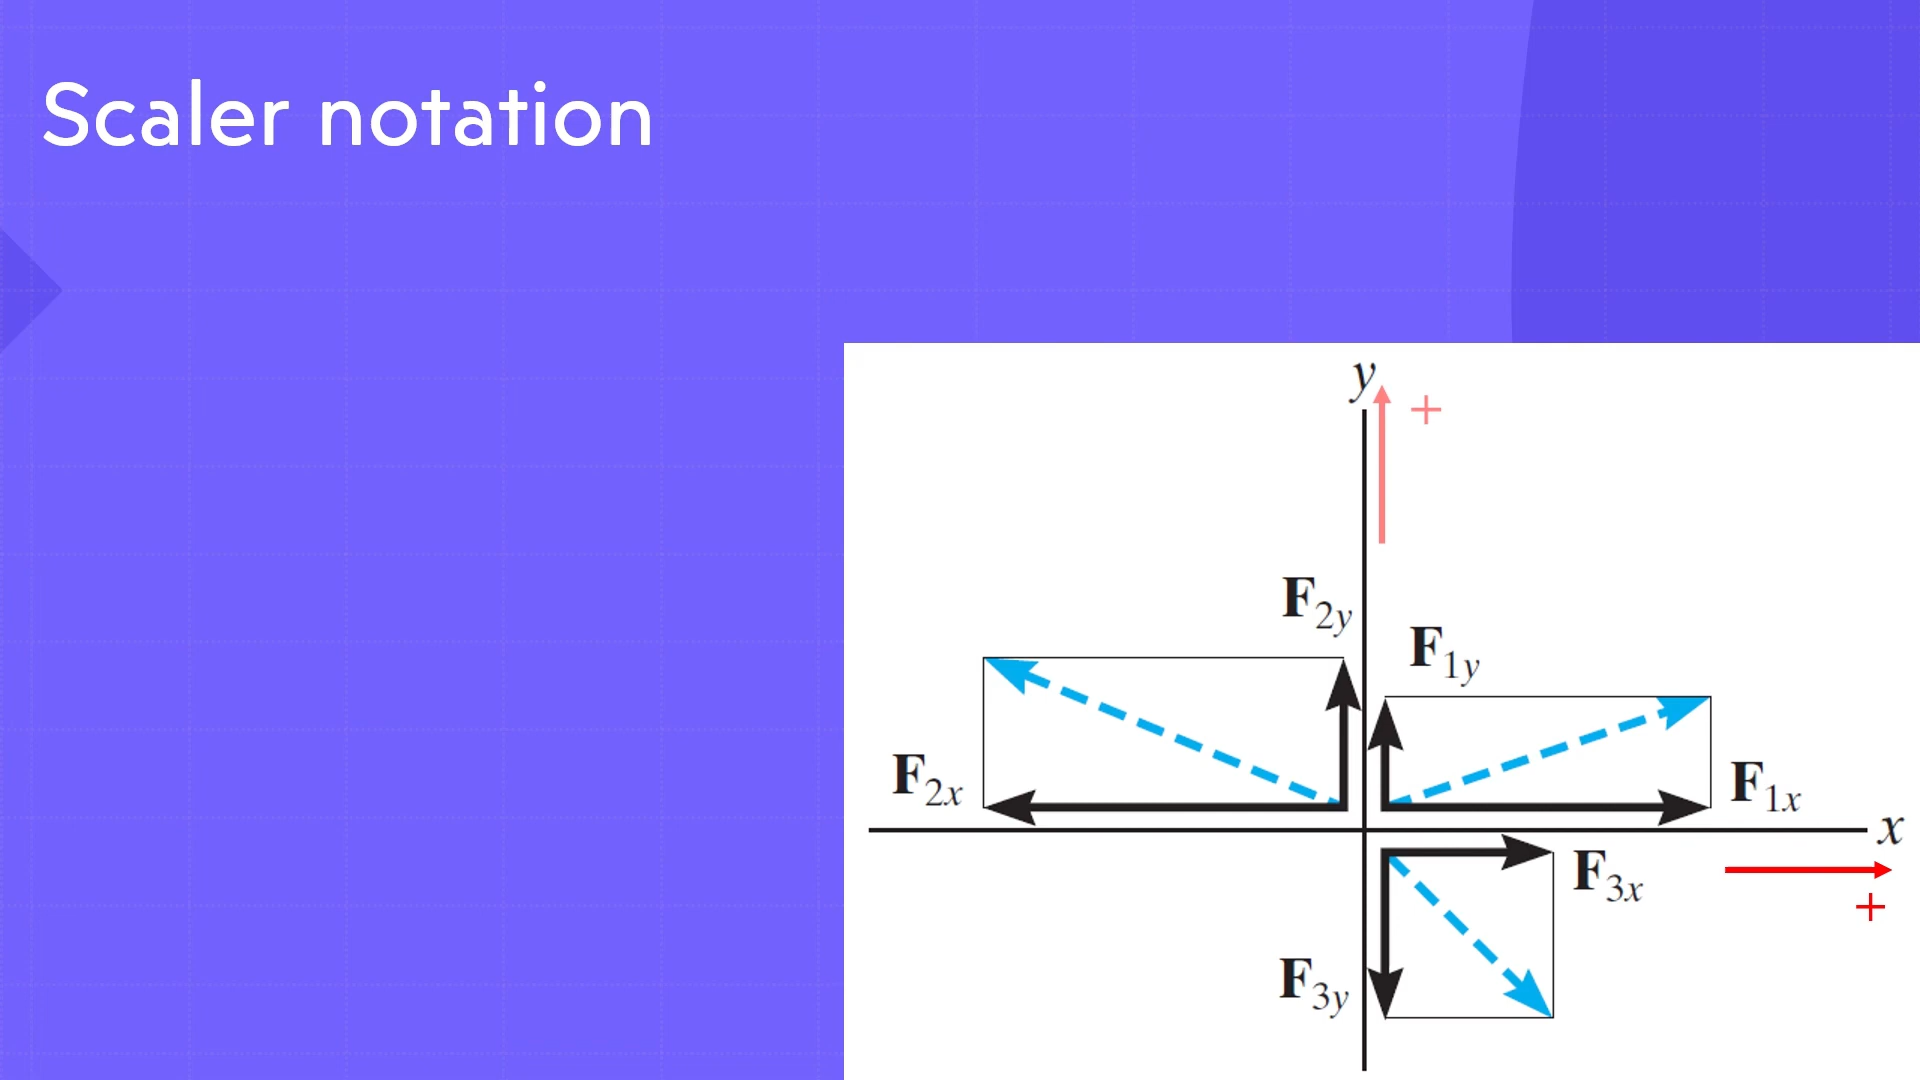 Scaler notation
y
+
F2y
F1y
F2x
F1x
x
F3x
+
F3y